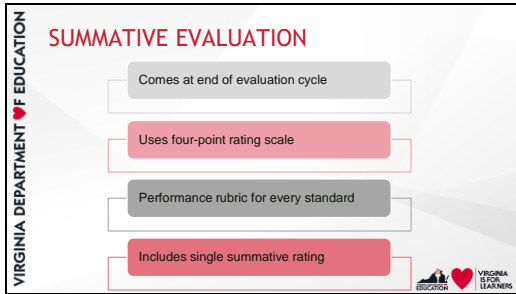 VIRGINIA DEPARTMENT OF EDUCATION
SUMMATIVE EVALUATION
Comes at end of evaluation cycle
Uses four-point rating scale
Performance rubric for every standard
Includes single summative rating
EDUCATION
VIRGINIA
IS FOR
LEARNERS